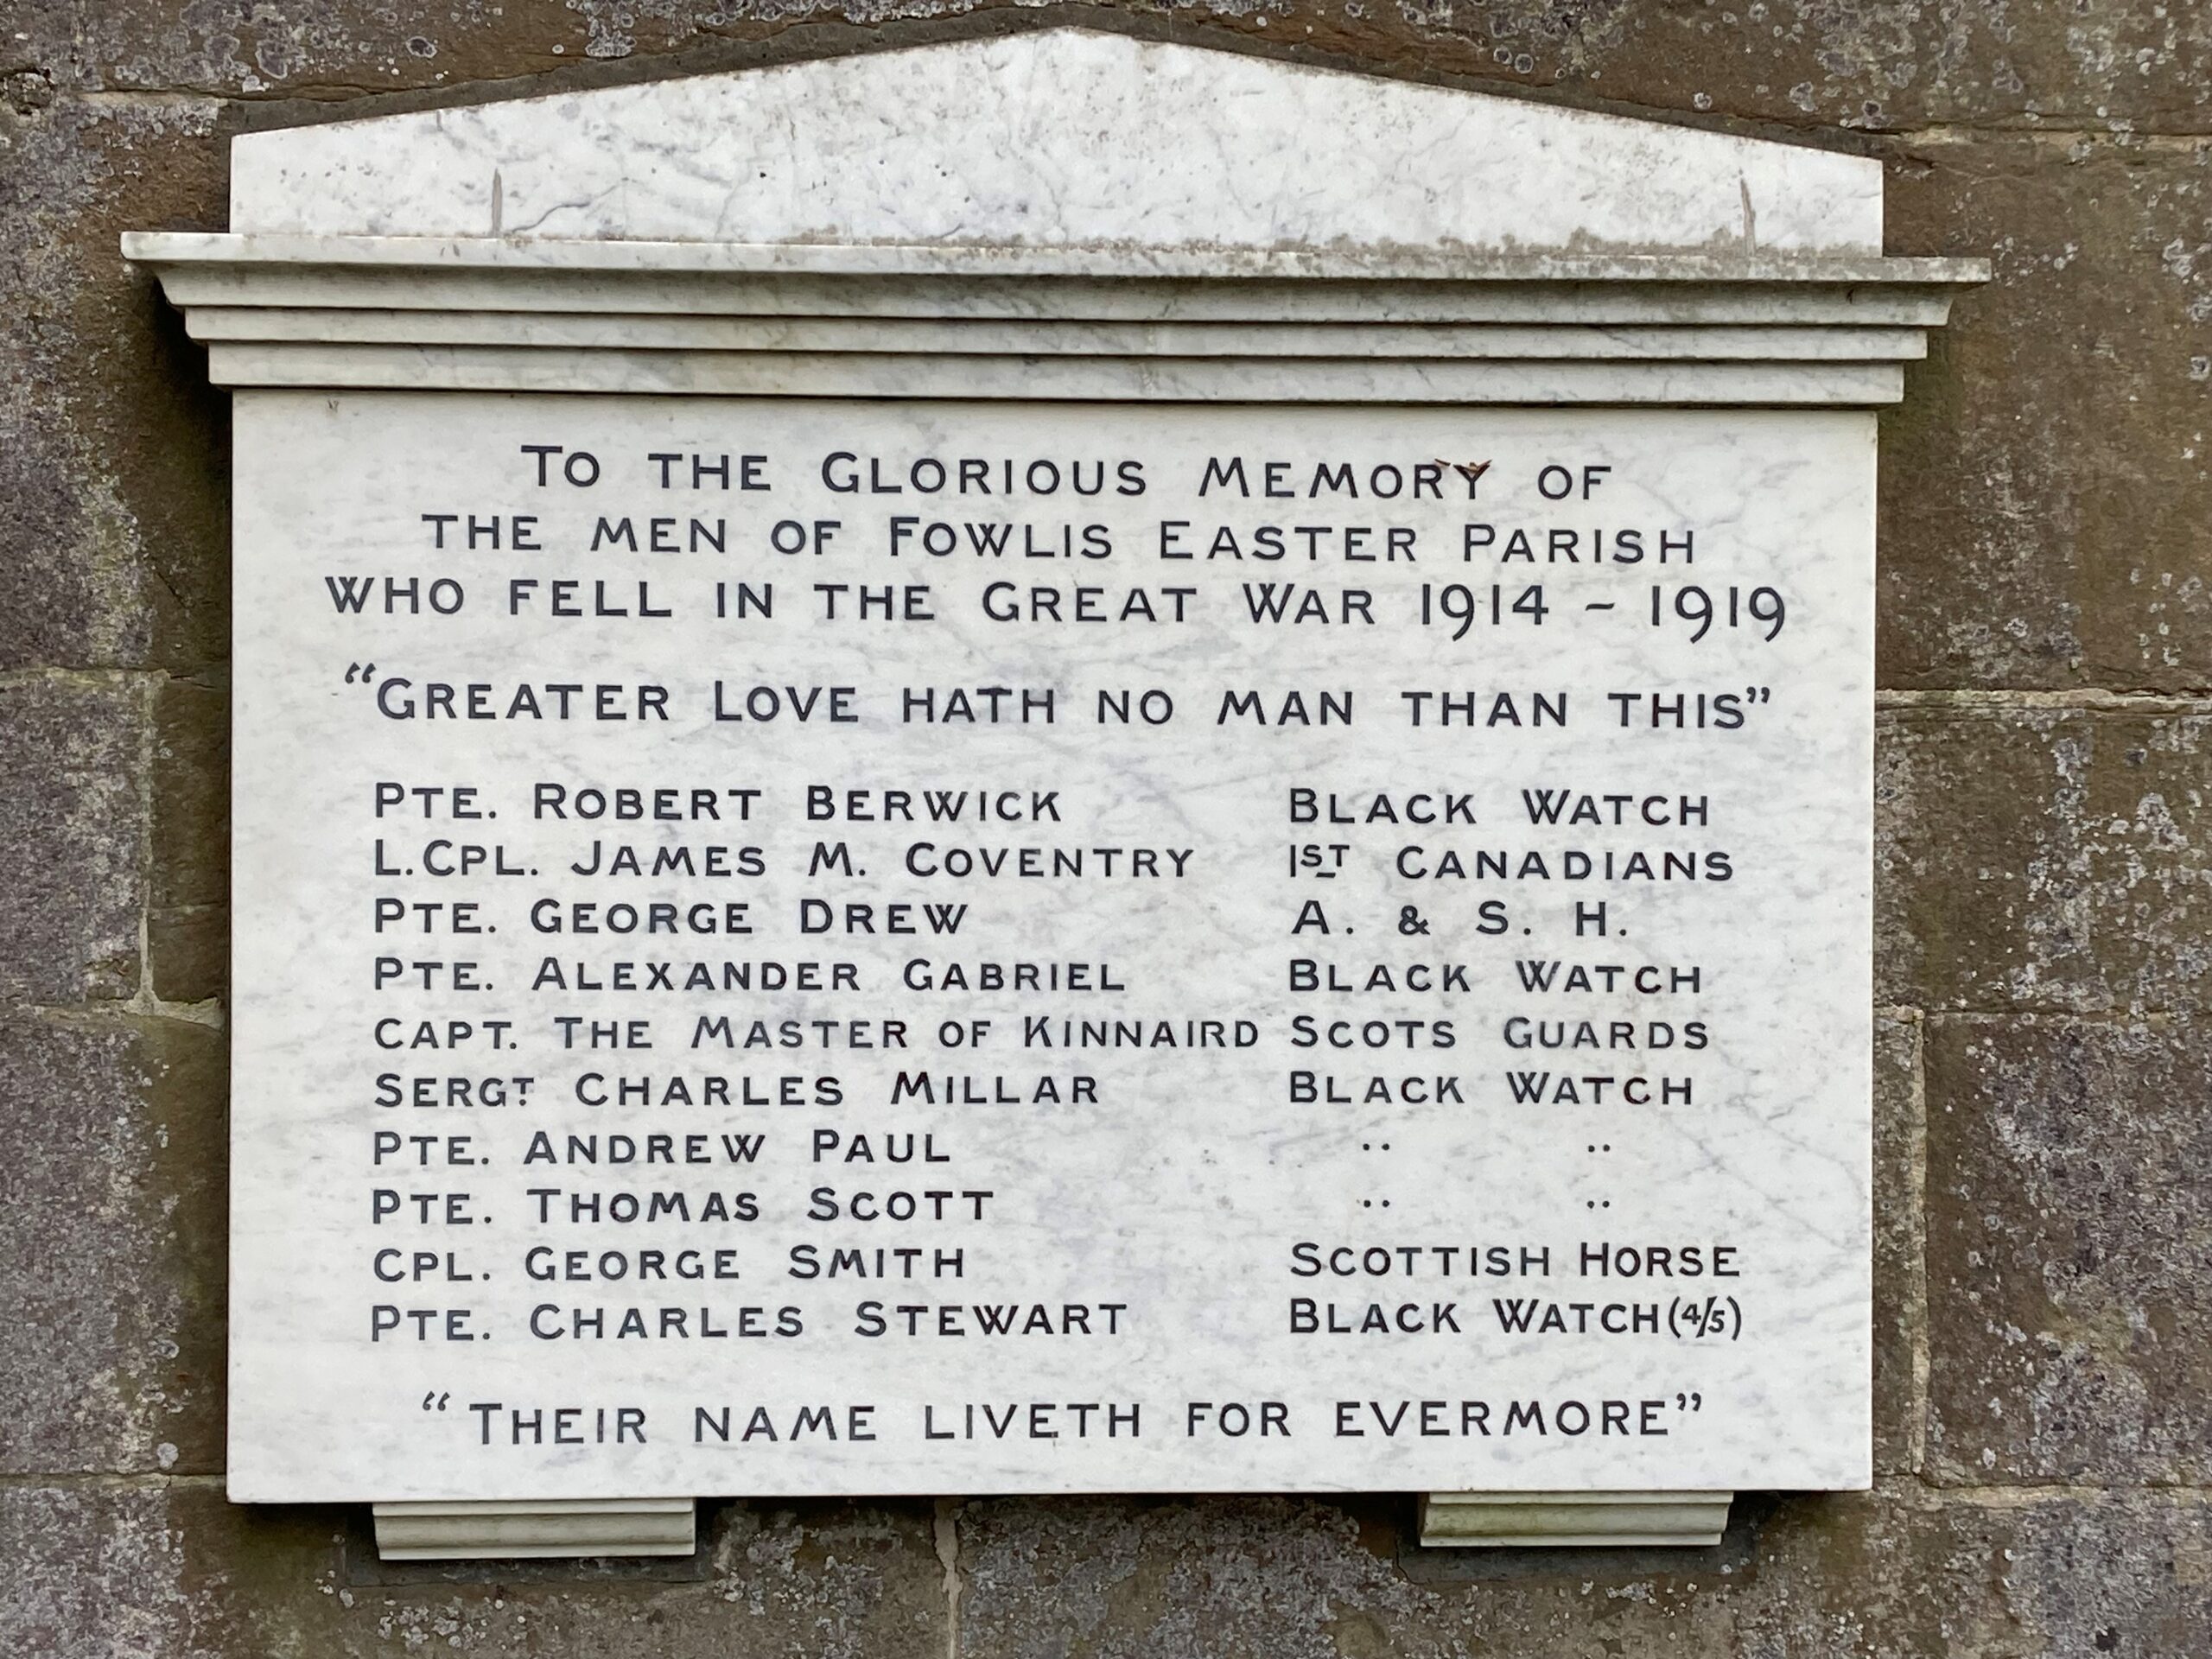 TO THE GLORIOUS MEMORY OF
THE MEN OF FOWLIS EASTER PARISH
WHO FELL IN THE GREAT WAR 1914 – 1919
“GREATER LOVE HATH NO MAN THAN THIS”
PTE. ROBERT BERWICK BLACK WATCH
L.CPL. JAMES M. COVENTRY 1ST CANADIANS
PTE. GEORGE DREW A. & S. H.
PTE. ALEXANDER GABRIEL BLACK WATCH
CAPT. THE MASTER OF KINNAIRD SCOTS GUARDS
SERGT CHARLES MILLAR BLACK WATCH
PTE. ANDREW PAUL ·· ··
PTE. THOMAS SCOTT ·· ··
CPL. GEORGE SMITH SCOTTISH HORSE
PTE. CHARLES STEWART BLACK WATCH (4/5)
“THEIR NAME LIVETH FOR EVERMORE”